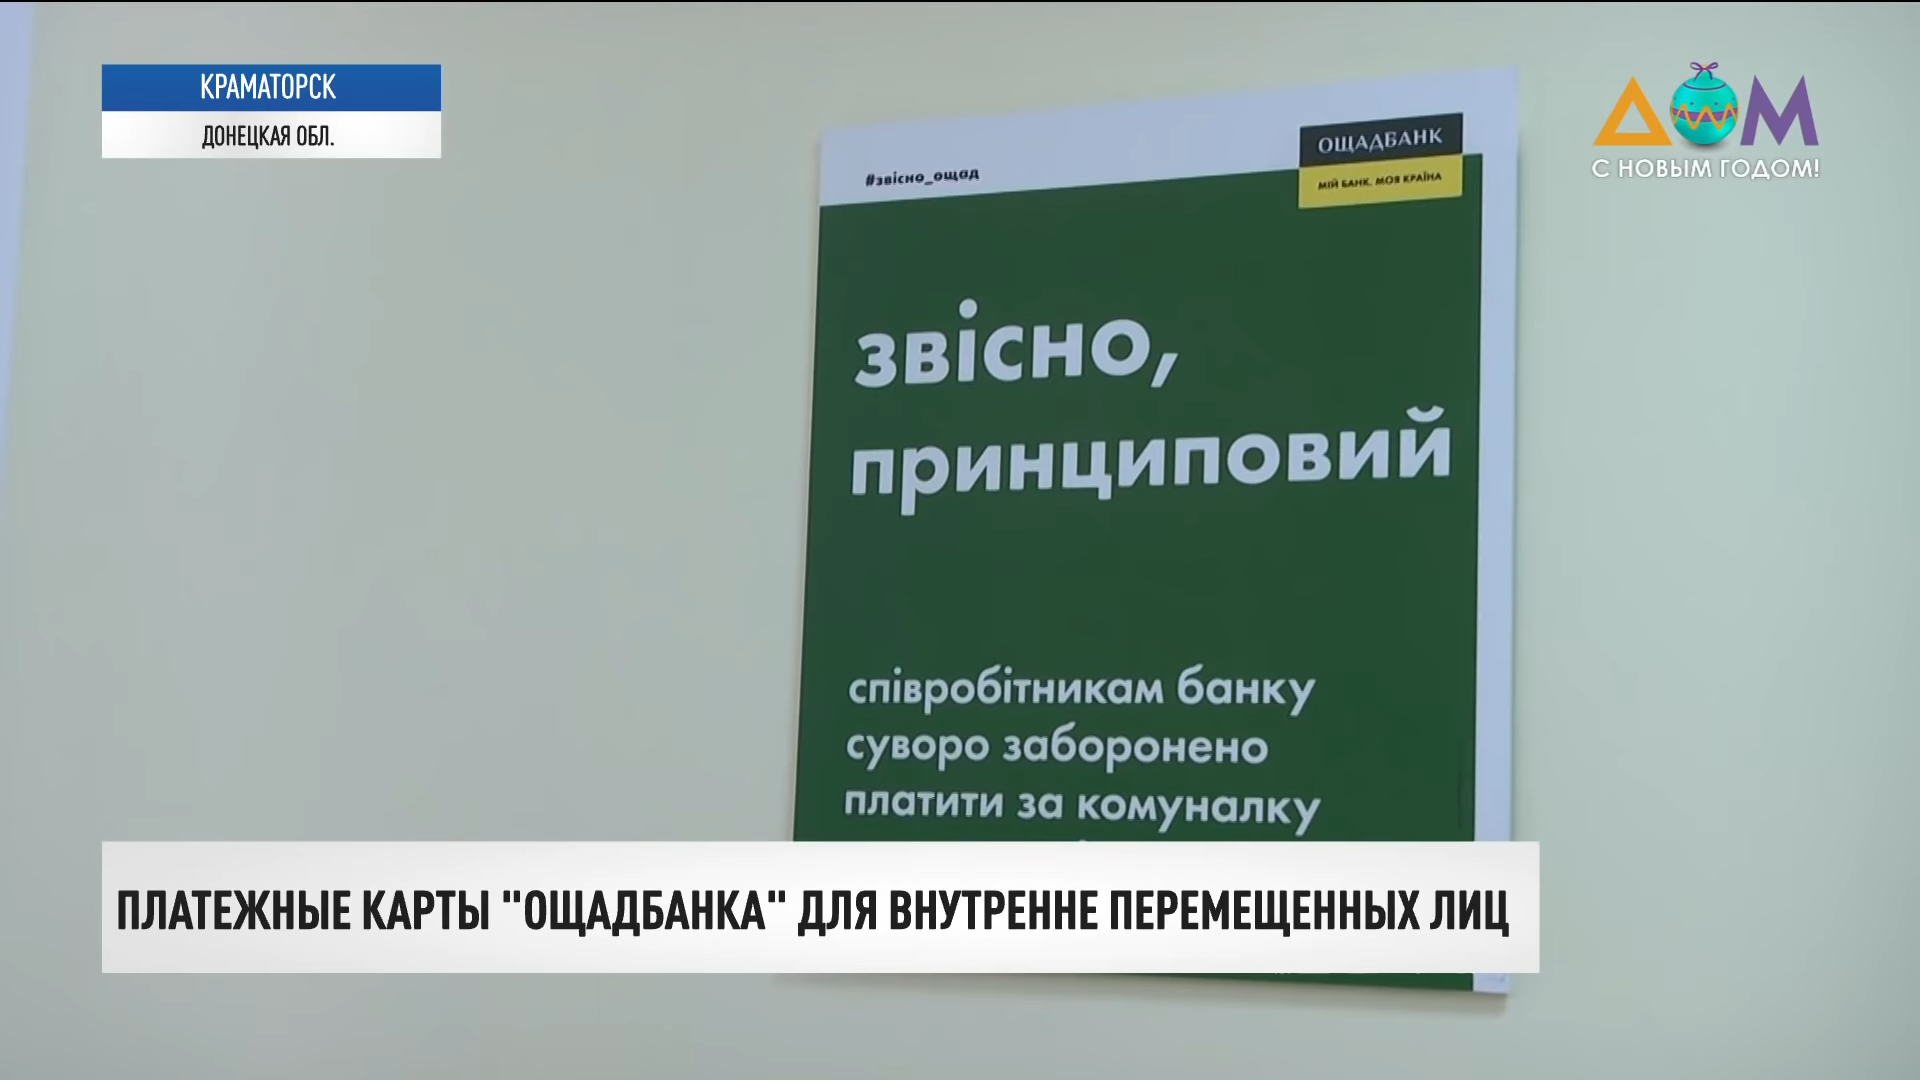 КРАМАТОРСК
ДОНЕЦКАЯ ОБЛ.
ДОМ
С НОВЫМ ГОДОМ!
#звісно_ощад
ОЩАДБАНК
МІЙ БАНК. МОЯ КРАЇНА
звісно,
принциповий
співробітникам банку
суворо заборонено
платити за комуналку
ПЛАТЕЖНЫЕ КАРТЫ "ОЩАДБАНКА" ДЛЯ ВНУТРЕННЕ ПЕРЕМЕЩЕННЫХ ЛИЦ